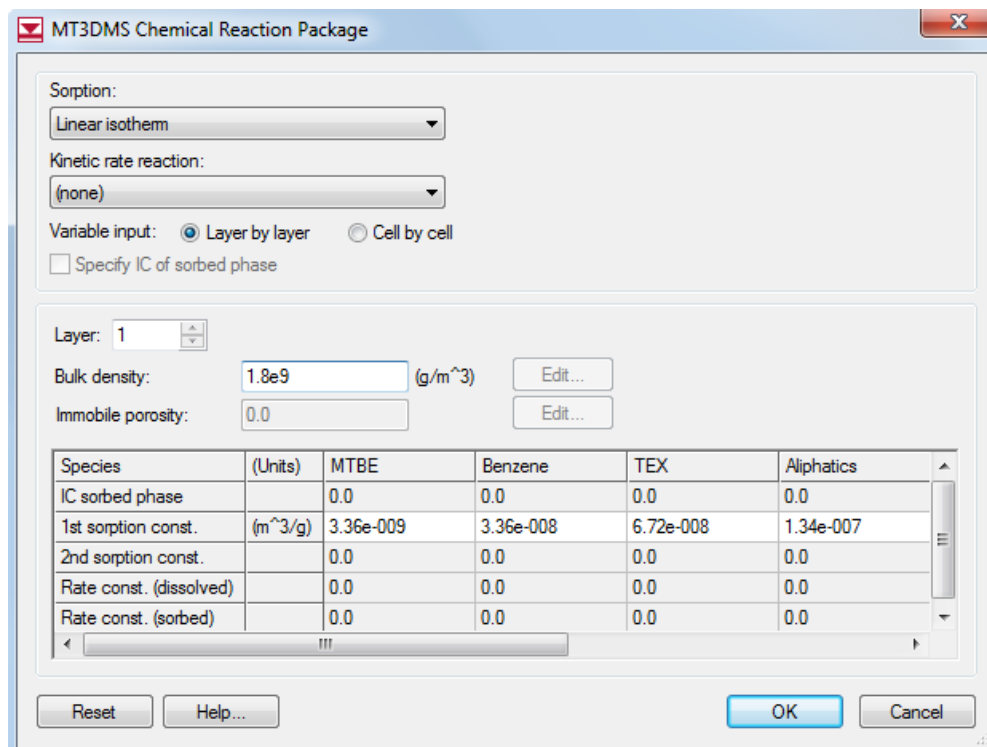 MT3DMS Chemical Reaction Package
Sorption:
Linear isotherm
Kinetic rate reaction:
(none)
Variable input: Layer by layer Cell by cell
Specify IC of sorbed phase
Layer: 1
Bulk density: 1.8e9 (g/m^3) Edit...
Immobile porosity: 0.0 Edit...
Species (Units) MTBE Benzene TEX Aliphatics
IC sorbed phase 0.0 0.0 0.0 0.0
1st sorption const. (m^3/g) 3.36e-009 3.36e-008 6.72e-008 1.34e-007
2nd sorption const. 0.0 0.0 0.0 0.0
Rate const. (dissolved) 0.0 0.0 0.0 0.0
Rate const. (sorbed) 0.0 0.0 0.0 0.0
Reset Help... OK Cancel